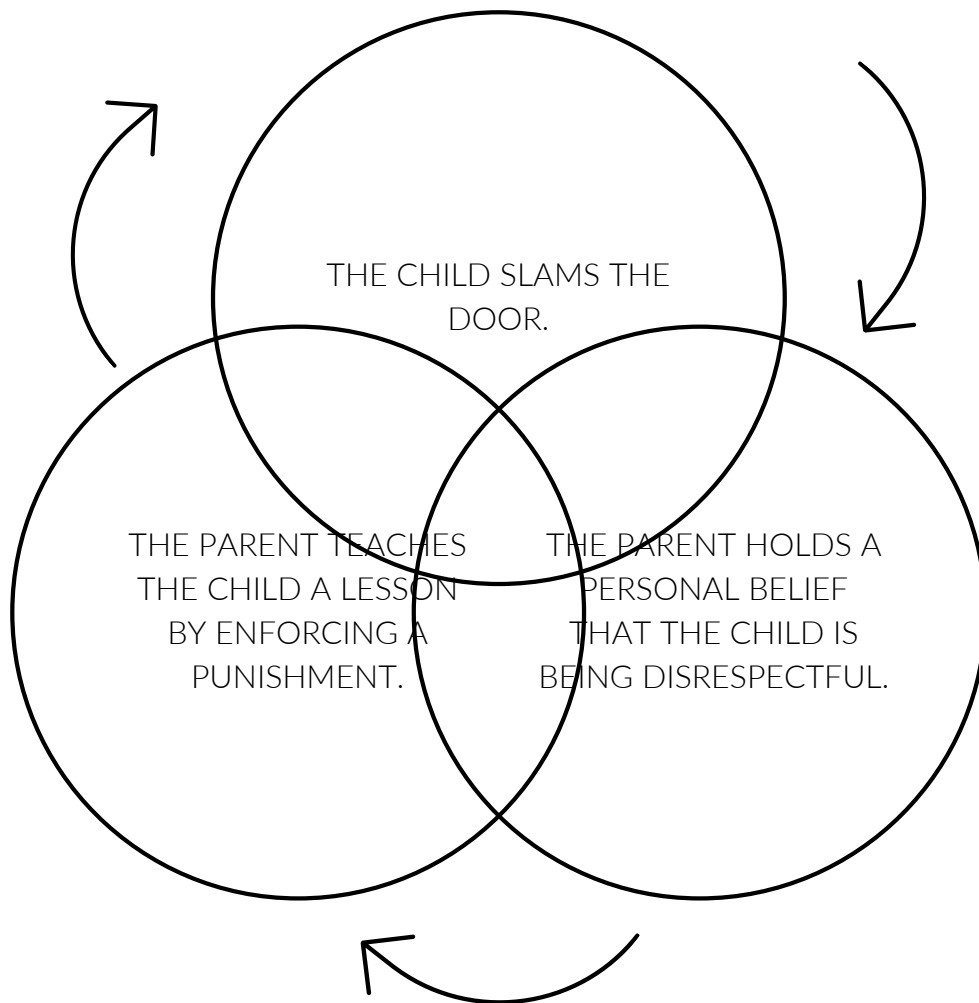 THE CHILD SLAMS THE
DOOR.
THE PARENT TEACHES
THE CHILD A LESSON
BY ENFORCING A
PUNISHMENT.
THE PARENT HOLDS A
PERSONAL BELIEF
THAT THE CHILD IS
BEING DISRESPECTFUL.